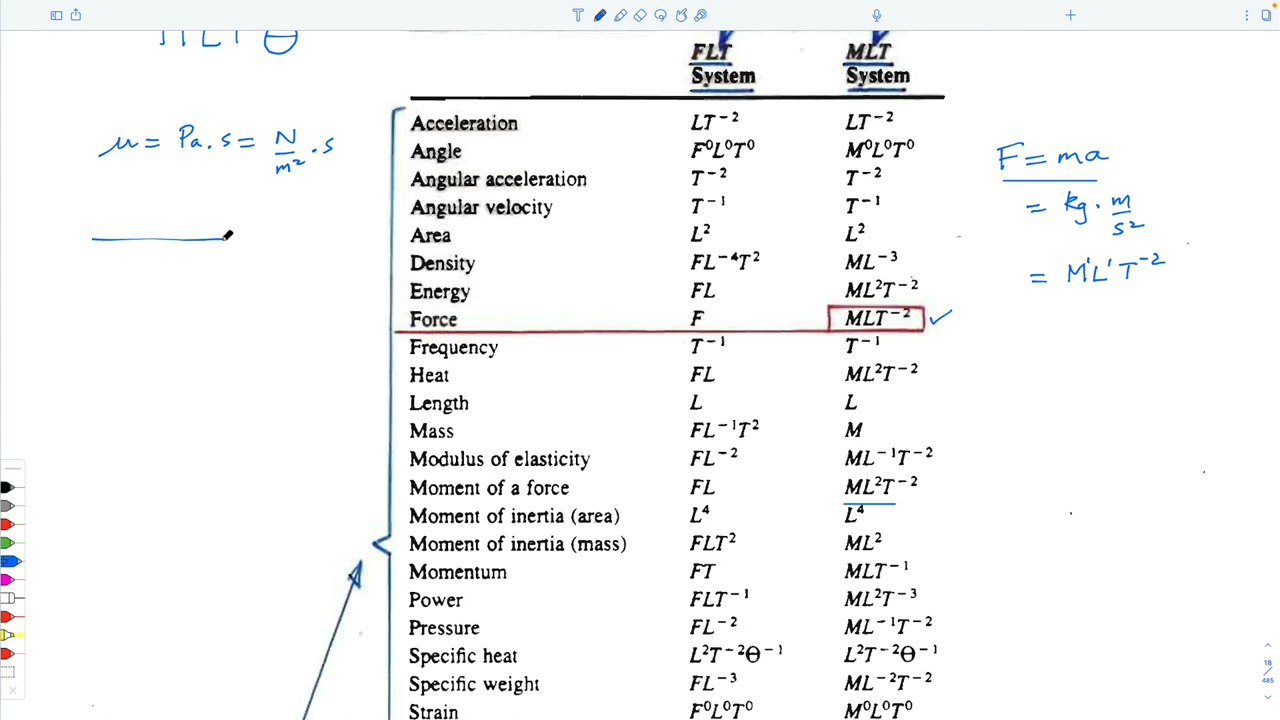 MLT θ
FLT MLT
System System
Acceleration LT⁻² LT⁻²
μ = Pa.s = N/m² . s
Angle F⁰L⁰T⁰ M⁰L⁰T⁰
F = ma
Angular acceleration T⁻² T⁻²
Angular velocity T⁻¹ T⁻¹
= kg . m/s²
Area L² L²
Density FL⁻⁴T² ML⁻³
= M¹L¹T⁻²
Energy FL ML²T⁻²
Force F MLT⁻² ✓
Frequency T⁻¹ T⁻¹
Heat FL ML²T⁻²
Length L L
Mass FL⁻¹T² M
Modulus of elasticity FL⁻² ML⁻¹T⁻²
Moment of a force FL ML²T⁻²
Moment of inertia (area) L⁴ L⁴
Moment of inertia (mass) FLT² ML²
Momentum FT MLT⁻¹
Power FLT⁻¹ ML²T⁻³
Pressure FL⁻² ML⁻¹T⁻²
Specific heat L²T⁻²Θ⁻¹ L²T⁻²Θ⁻¹
Specific weight FL⁻³ ML⁻²T⁻²
Strain F⁰L⁰T⁰ M⁰L⁰T⁰
18
/
485